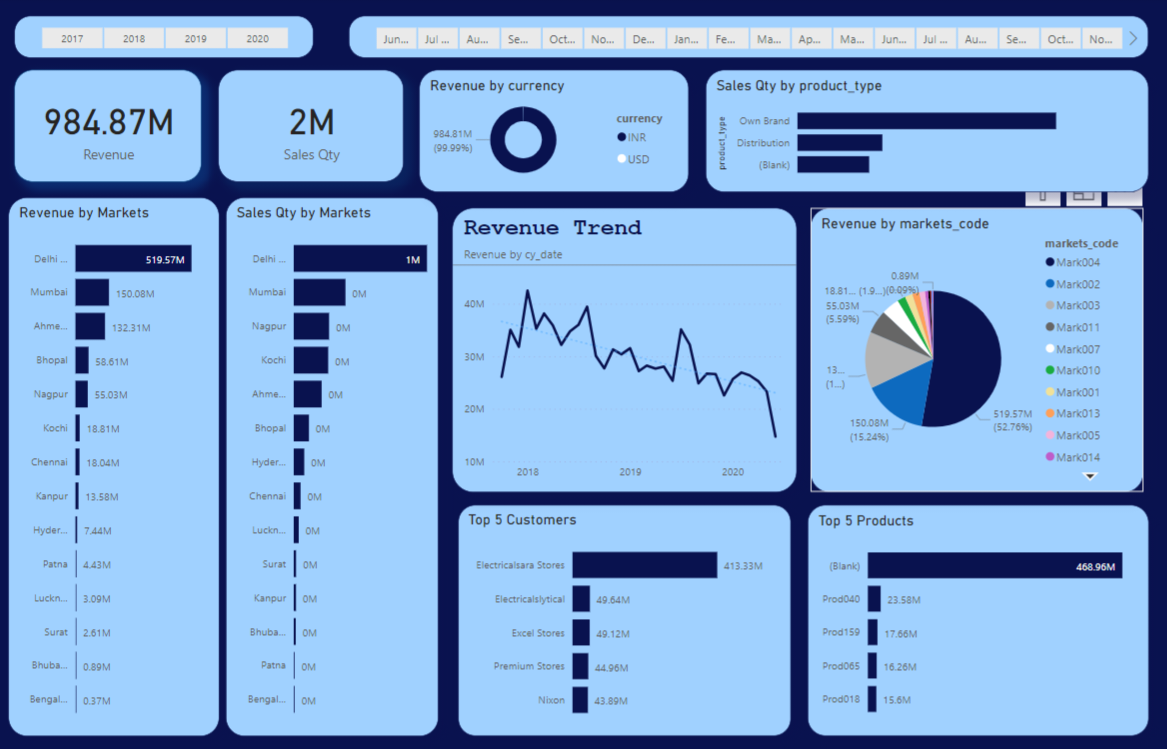 2017 2018 2019 2020
Jun... Jul ... Au... Se... Oct... No... De... Jan... Fe... Ma... Ap... Ma... Jun... Jul ... Au... Se... Oct... No...
984.87M
Revenue
2M
Sales Qty
Revenue by currency
984.81M
(99.99%)
currency
INR
USD
Sales Qty by product_type
product_type
Own Brand
Distribution
(Blank)
Revenue by Markets
Delhi ... 519.57M
Mumbai 150.08M
Ahme... 132.31M
Bhopal 58.61M
Nagpur 55.03M
Kochi 18.81M
Chennai 18.04M
Kanpur 13.58M
Hyder... 7.44M
Patna 4.43M
Luckn... 3.09M
Surat 2.61M
Bhuba... 0.89M
Bengal... 0.37M
Sales Qty by Markets
Delhi ... 1M
Mumbai 0M
Nagpur 0M
Kochi 0M
Ahme... 0M
Bhopal 0M
Hyder... 0M
Chennai 0M
Luckn... 0M
Surat 0M
Kanpur 0M
Bhuba... 0M
Patna 0M
Bengal... 0M
Revenue Trend
Revenue by cy_date
40M
30M
20M
10M
2018 2019 2020
Revenue by markets_code
0.89M
18.81... (1.9...)(0.09%)
55.03M
(5.59%)
13...
(1...)
150.08M
(15.24%)
519.57M
(52.76%)
markets_code
Mark004
Mark002
Mark003
Mark011
Mark007
Mark010
Mark001
Mark013
Mark005
Mark014
Top 5 Customers
Electricalsara Stores 413.33M
Electricalslytical 49.64M
Excel Stores 49.12M
Premium Stores 44.96M
Nixon 43.89M
Top 5 Products
(Blank) 468.96M
Prod040 23.58M
Prod159 17.66M
Prod065 16.26M
Prod018 15.6M